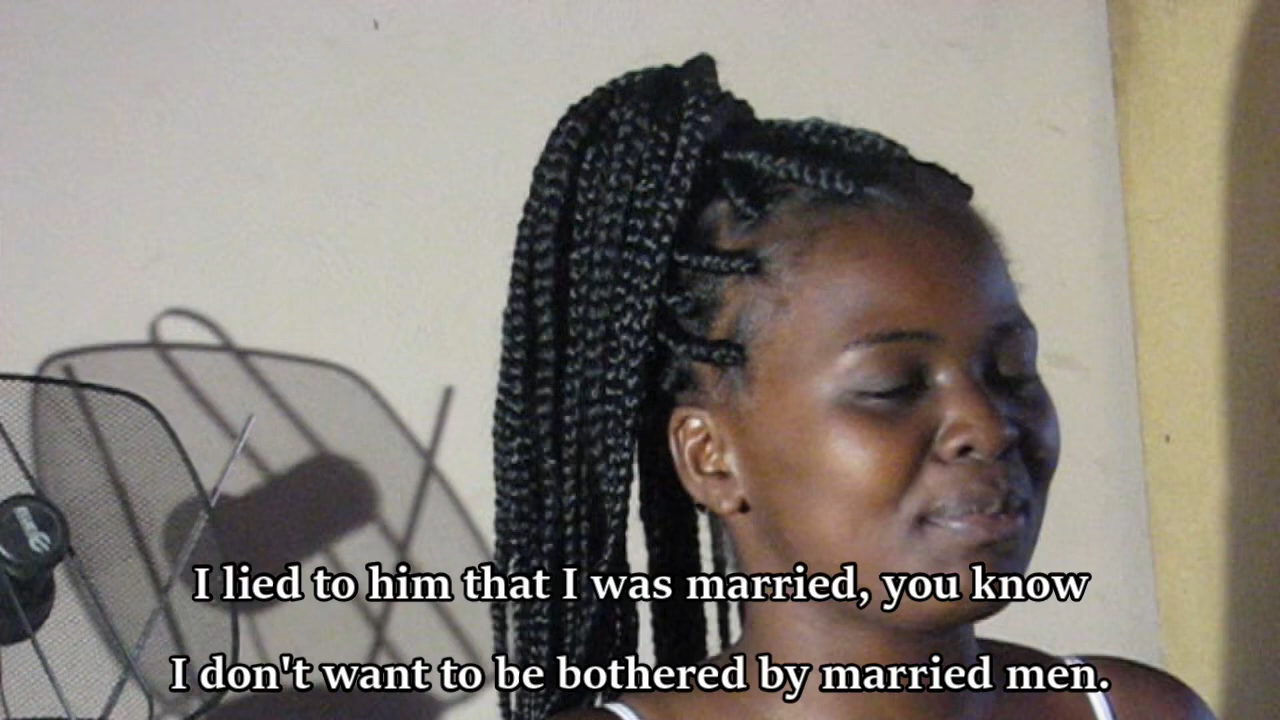 I lied to him that I was married, you know
I don't want to be bothered by married men.